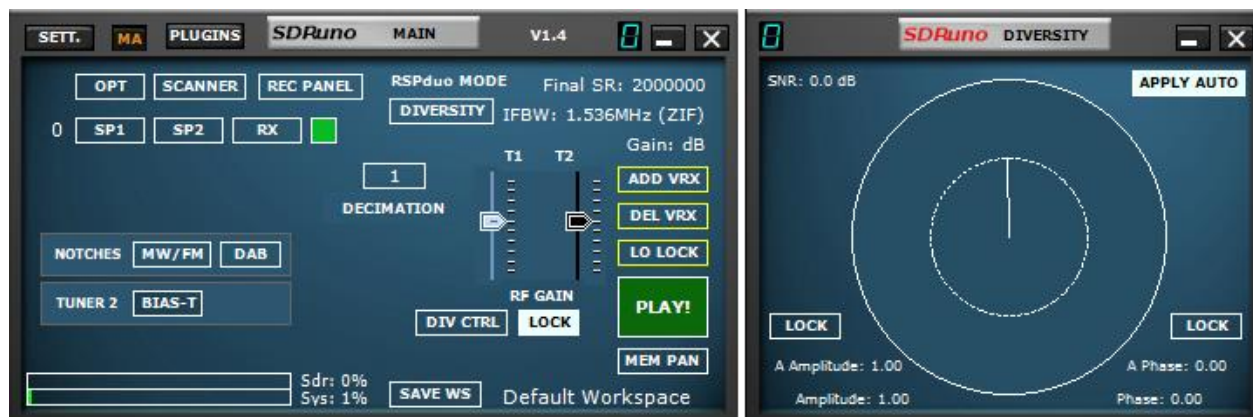 SETT. MA PLUGINS SDRuno MAIN V1.4 0
OPT SCANNER REC PANEL RSPduo MODE Final SR: 2000000
DIVERSITY IFBW: 1.536MHz (ZIF)
0 SP1 SP2 RX Gain: dB
T1 T2
1 ADD VRX
DECIMATION DEL VRX
NOTCHES MW/FM DAB LO LOCK
TUNER 2 BIAS-T RF GAIN PLAY!
DIV CTRL LOCK
MEM PAN
Sdr: 0%
Sys: 1% SAVE WS Default Workspace
0 SDRuno DIVERSITY
SNR: 0.0 dB APPLY AUTO
LOCK LOCK
A Amplitude: 1.00 A Phase: 0.00
Amplitude: 1.00 Phase: 0.00